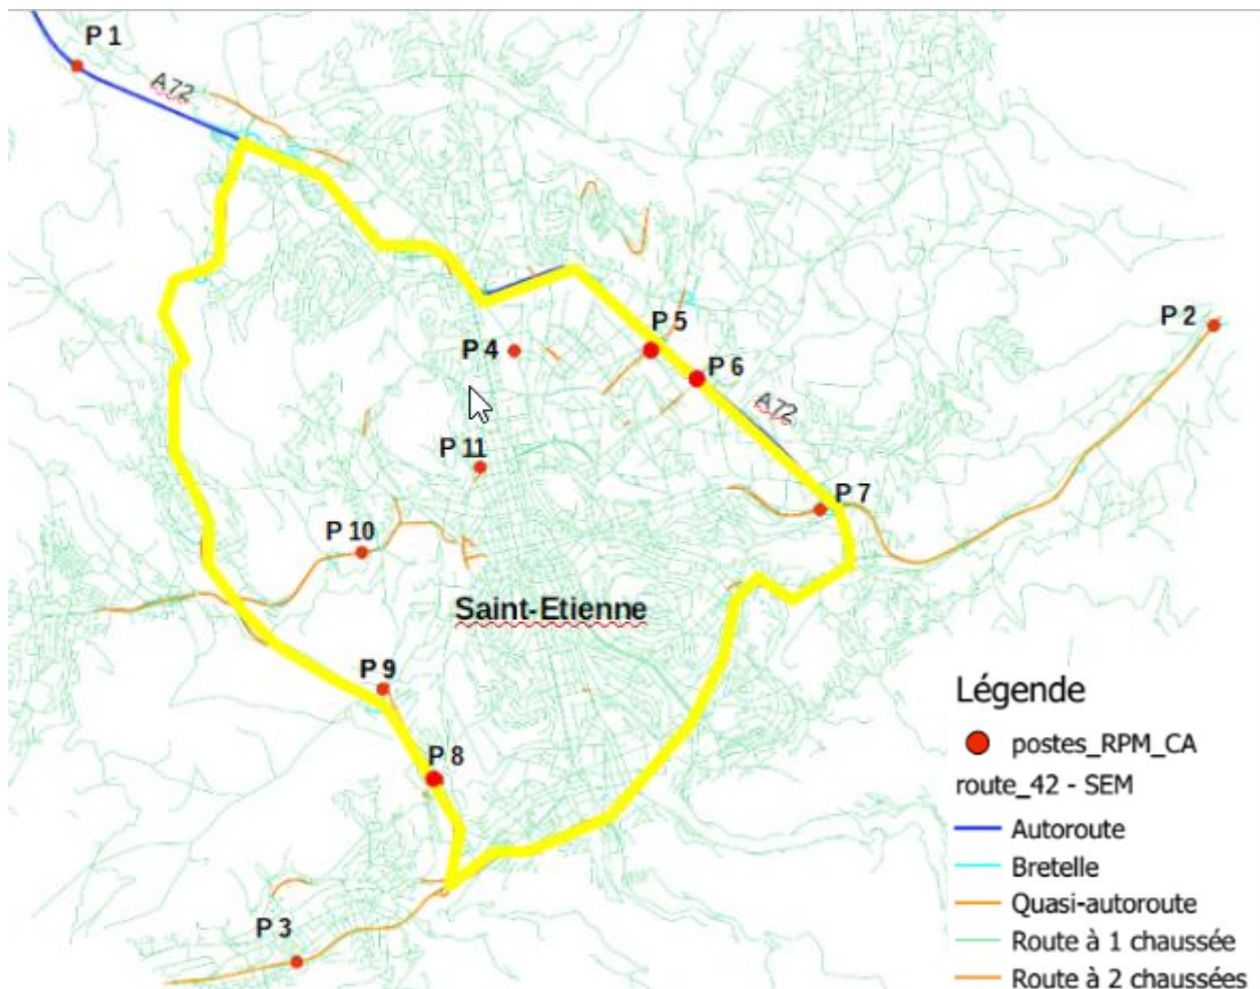 P 1
A72
P 2
P 5
P 4
P 6
A72
P 11
P 7
P 10
Saint-Etienne
P 9
P 8
P 3
Légende
postes_RPM_CA
route_42 - SEM
Autoroute
Bretelle
Quasi-autoroute
Route à 1 chaussée
Route à 2 chaussées